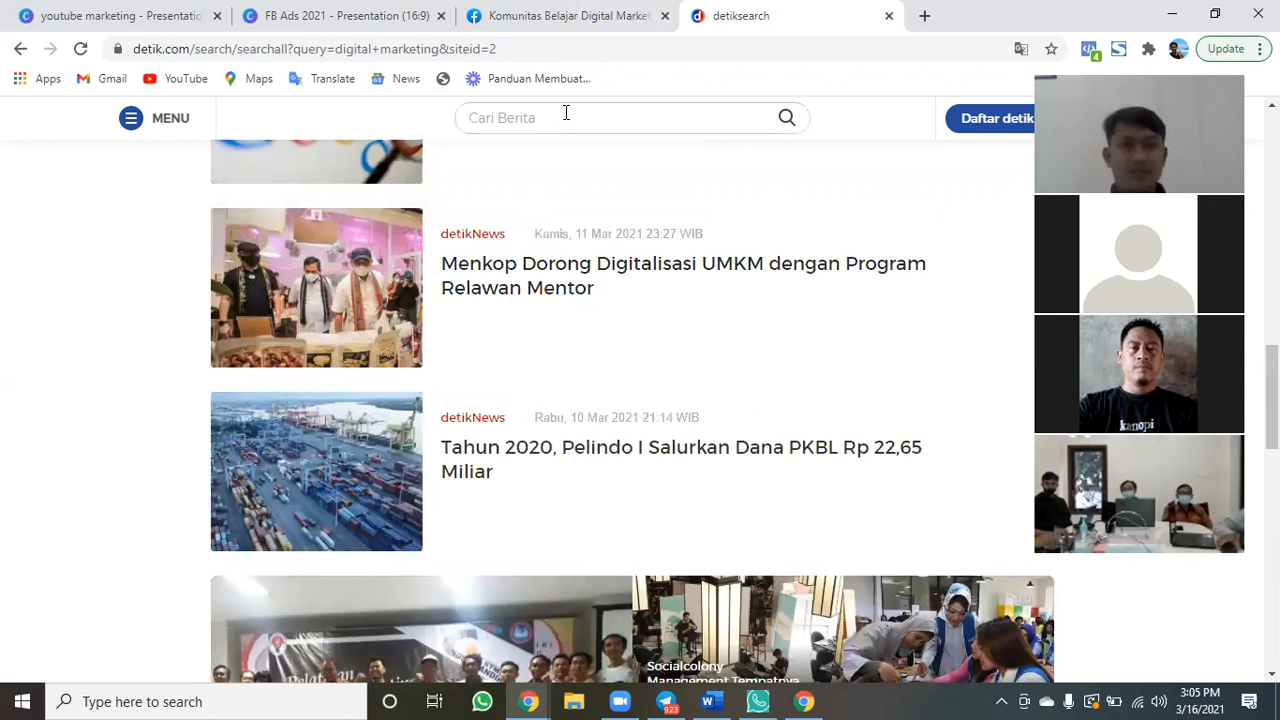 youtube marketing - Presentatio
FB Ads 2021 - Presentation (16:9)
Komunitas Belajar Digital Market
detiksearch
detik.com/search/searchall?query=digital+marketing&siteid=2
4
Update
Apps
Gmail
YouTube
Maps
Translate
News
Panduan Membuat...
MENU
Cari Berita
Daftar detik
detikNews
Kamis, 11 Mar 2021 23:27 WIB
Menkop Dorong Digitalisasi UMKM dengan Program
Relawan Mentor
detikNews
Rabu, 10 Mar 2021 21:14 WIB
Tahun 2020, Pelindo I Salurkan Dana PKBL Rp 22,65
Miliar
kanopi
Socialcolony
Management Tempatnya
Type here to search
923
3:05 PM
3/16/2021